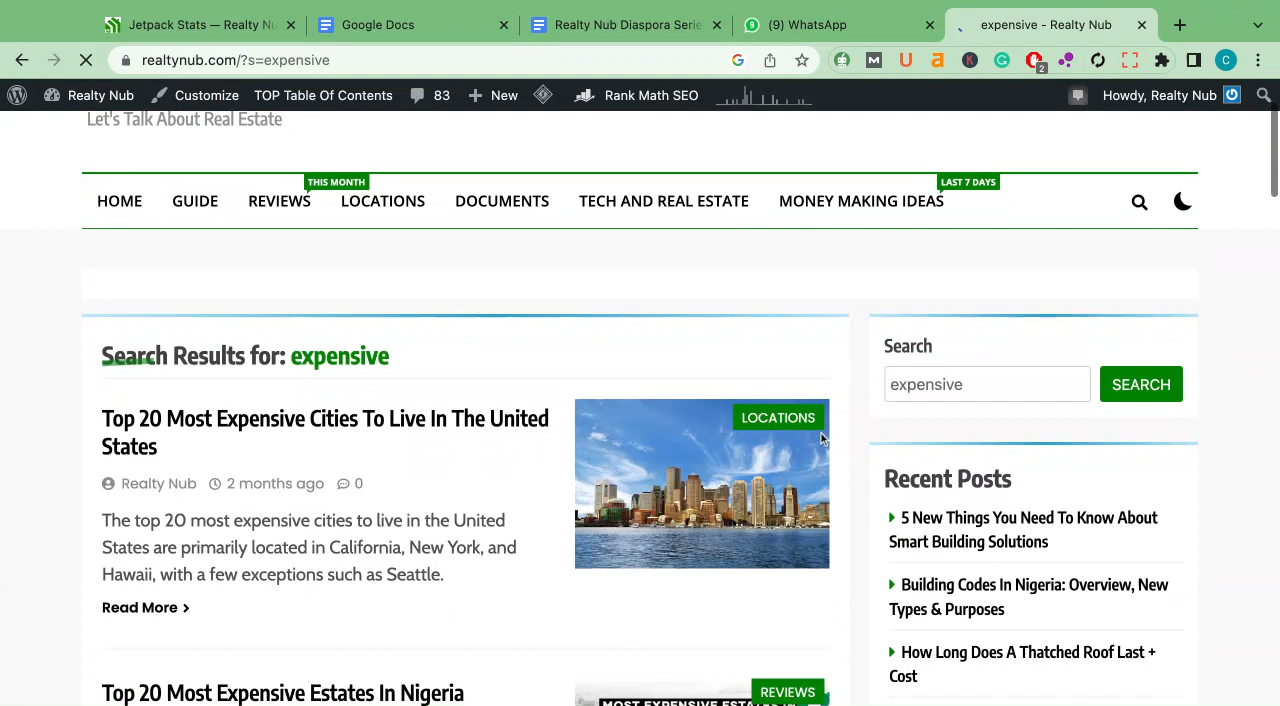 Jetpack Stats — Realty Nu
Google Docs
Realty Nub Diaspora Serie
(9) WhatsApp
expensive - Realty Nub
realtynub.com/?s=expensive
2
C
Realty Nub
Customize
TOP Table Of Contents
83
New
Rank Math SEO
Howdy, Realty Nub
Let's Talk About Real Estate
THIS MONTH
LAST 7 DAYS
HOME
GUIDE
REVIEWS
LOCATIONS
DOCUMENTS
TECH AND REAL ESTATE
MONEY MAKING IDEAS
Search Results for: expensive
Top 20 Most Expensive Cities To Live In The United
States
Realty Nub
2 months ago
0
The top 20 most expensive cities to live in the United
States are primarily located in California, New York, and
Hawaii, with a few exceptions such as Seattle.
Read More
LOCATIONS
Top 20 Most Expensive Estates In Nigeria
REVIEWS
Search
expensive
SEARCH
Recent Posts
5 New Things You Need To Know About
Smart Building Solutions
Building Codes In Nigeria: Overview, New
Types & Purposes
How Long Does A Thatched Roof Last +
Cost